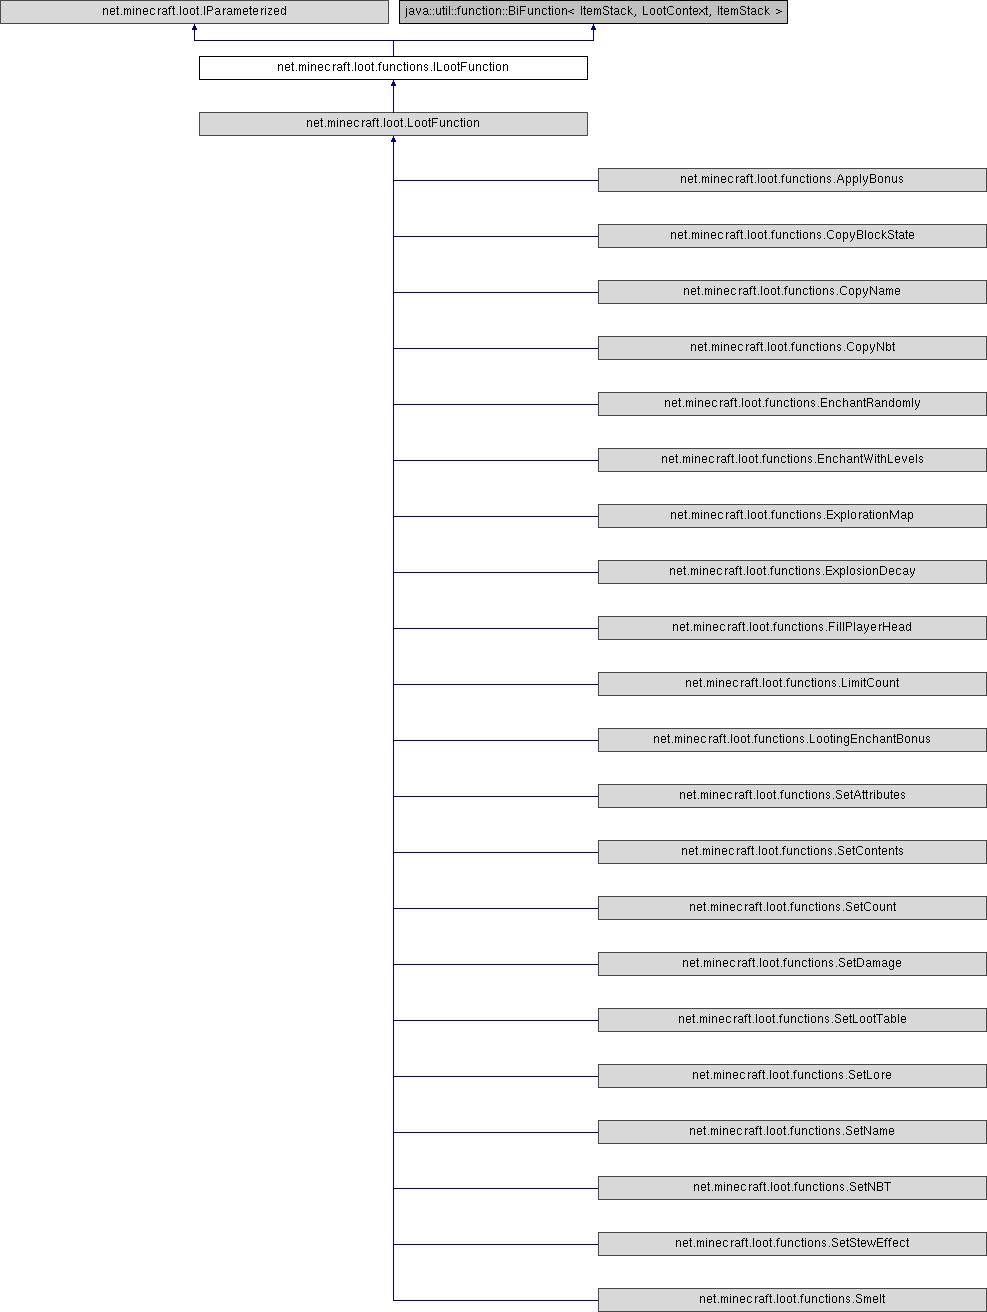 net.minecraft.loot.IParameterized
java::util::function::BiFunction< ItemStack, LootContext, ItemStack >
net.minecraft.loot.functions.ILootFunction
net.minecraft.loot.LootFunction
net.minecraft.loot.functions.ApplyBonus
net.minecraft.loot.functions.CopyBlockState
net.minecraft.loot.functions.CopyName
net.minecraft.loot.functions.CopyNbt
net.minecraft.loot.functions.EnchantRandomly
net.minecraft.loot.functions.EnchantWithLevels
net.minecraft.loot.functions.ExplorationMap
net.minecraft.loot.functions.ExplosionDecay
net.minecraft.loot.functions.FillPlayerHead
net.minecraft.loot.functions.LimitCount
net.minecraft.loot.functions.LootingEnchantBonus
net.minecraft.loot.functions.SetAttributes
net.minecraft.loot.functions.SetContents
net.minecraft.loot.functions.SetCount
net.minecraft.loot.functions.SetDamage
net.minecraft.loot.functions.SetLootTable
net.minecraft.loot.functions.SetLore
net.minecraft.loot.functions.SetName
net.minecraft.loot.functions.SetNBT
net.minecraft.loot.functions.SetStewEffect
net.minecraft.loot.functions.Smelt